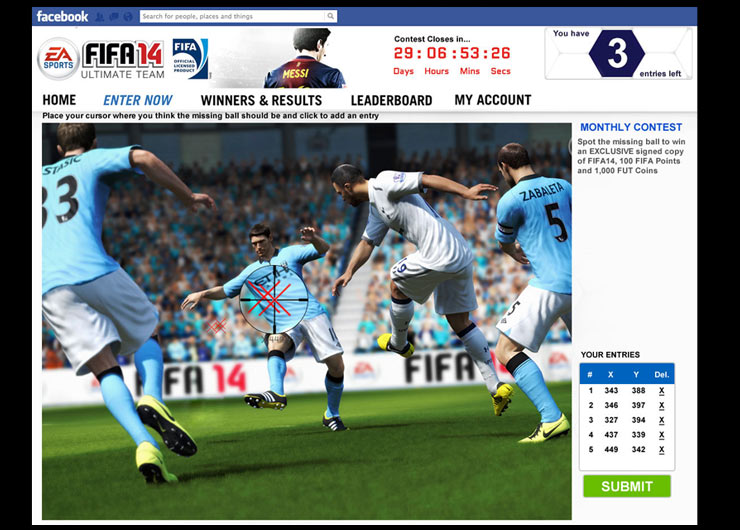 facebook
Search for people, places and things
EA
SPORTS
FIFA 14
ULTIMATE TEAM
FIFA
OFFICIAL
LICENSED
PRODUCT
MESSI
Contest Closes in...
29:06:53:26
Days Hours Mins Secs
You have
3
entries left
HOME ENTER NOW WINNERS & RESULTS LEADERBOARD MY ACCOUNT
Place your cursor where you think the missing ball should be and click to add an entry
MONTHLY CONTEST
Spot the missing ball to win
an EXCLUSIVE signed copy
of FIFA14, 100 FIFA Points
and 1,000 FUT Coins
STASIC
33
ZABALETA
5
5
FIFA 14
FIFA 14
YOUR ENTRIES
# X Y Del.
1 343 388 X
2 346 397 X
3 327 394 X
4 437 339 X
5 449 342 X
SUBMIT